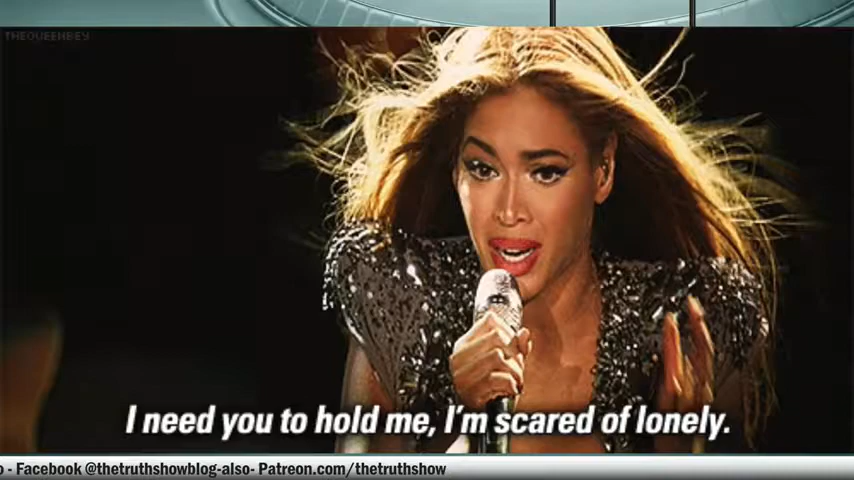 THEQUEENBEY
I need you to hold me, I'm scared of lonely.
o - Facebook @thetruthshowblog-also- Patreon.com/thetruthshow